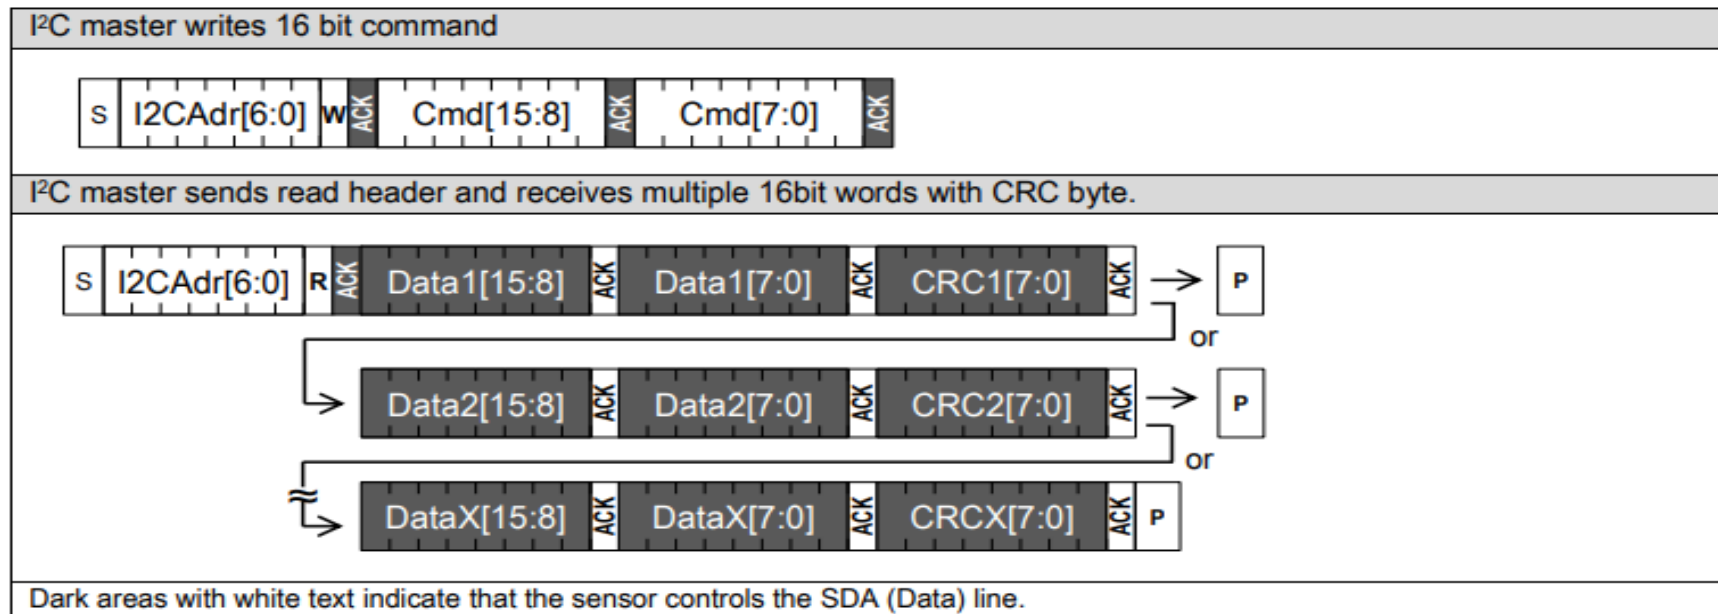 I²C master writes 16 bit command
S I2CAdr[6:0] W ACK Cmd[15:8] ACK Cmd[7:0] ACK
I²C master sends read header and receives multiple 16bit words with CRC byte.
S I2CAdr[6:0] R ACK Data1[15:8] ACK Data1[7:0] ACK CRC1[7:0] ACK P
or
Data2[15:8] ACK Data2[7:0] ACK CRC2[7:0] ACK P
or
DataX[15:8] ACK DataX[7:0] ACK CRCX[7:0] ACK P
Dark areas with white text indicate that the sensor controls the SDA (Data) line.